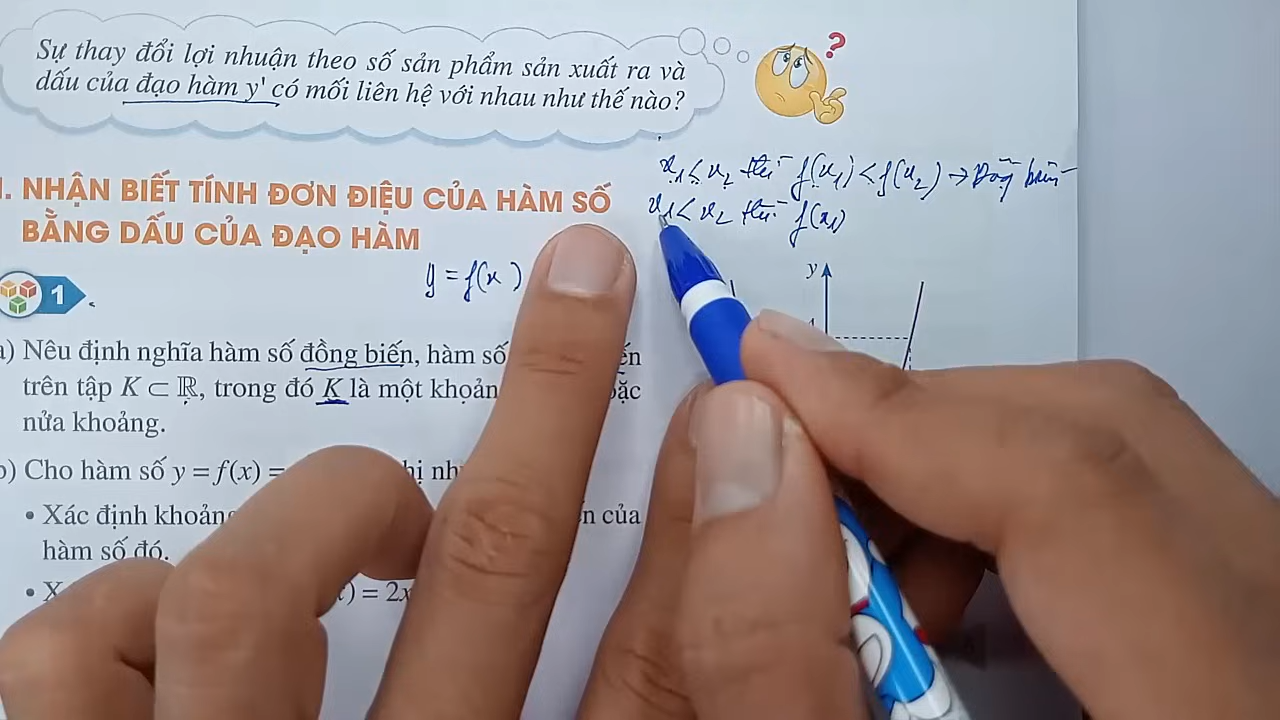 Sự thay đổi lợi nhuận theo số sản phẩm sản xuất ra và
dấu của đạo hàm y' có mối liên hệ với nhau như thế nào?
?
I. NHẬN BIẾT TÍNH ĐƠN ĐIỆU CỦA HÀM SỐ
BẰNG DẤU CỦA ĐẠO HÀM
x₁ < x₂ thì f(x₁) < f(x₂) → Đồng biến
x₁ < x₂ thì f(x₁)
y = f(x)
1
y
a) Nêu định nghĩa hàm số đồng biến, hàm số
trên tập K ⊂ ℝ, trong đó K là một khoảng
nửa khoảng.
b) Cho hàm số y = f(x) =
• Xác định khoảng của
hàm số đó.
• X = 2x